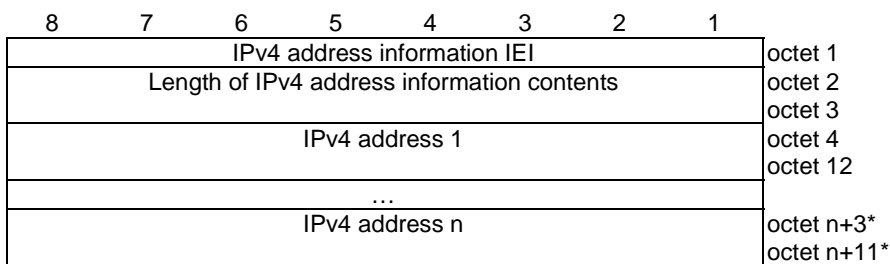 8 7 6 5 4 3 2 1
IPv4 address information IEI octet 1
Length of IPv4 address information contents octet 2
octet 3
IPv4 address 1 octet 4
octet 12
…
IPv4 address n octet n+3*
octet n+11*